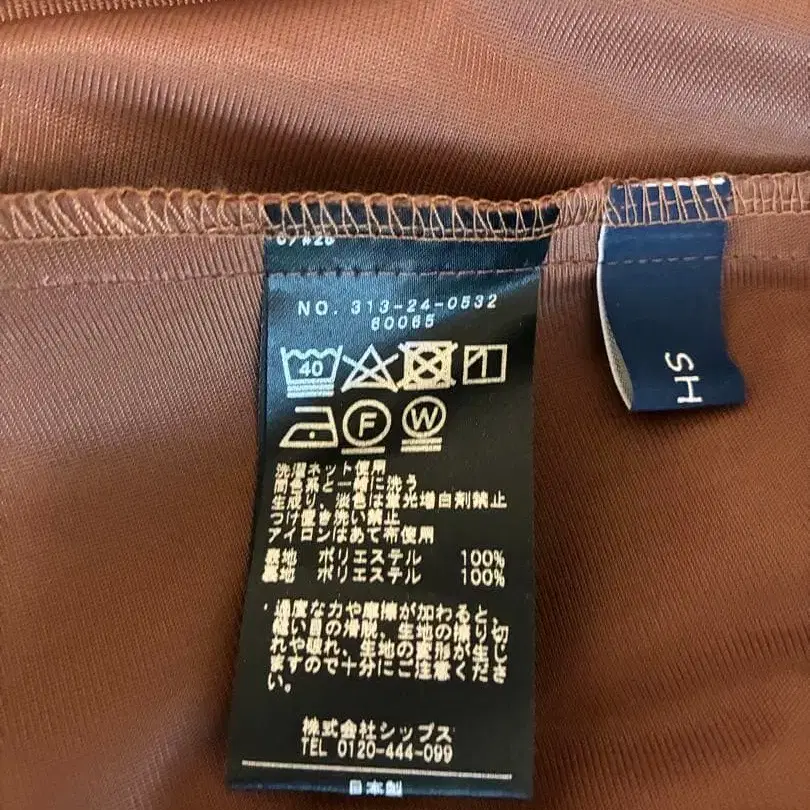 NO. 313-24-0532
60065
40
F
W
洗濯ネット使用
同色系と一緒に洗う
生成り、淡色は蛍光増白剤禁止
つけ置き洗い禁止
アイロンはあて布使用
表地 ポリエステル 100%
裏地 ポリエステル 100%
・過度な力や摩擦が加わると、
縫い目の滑脱、生地の擦り切
れや破れ、生地の変形が生じ
ますので十分にご注意くださ
い。
株式会社シップス
TEL 0120-444-099
日本製
SH